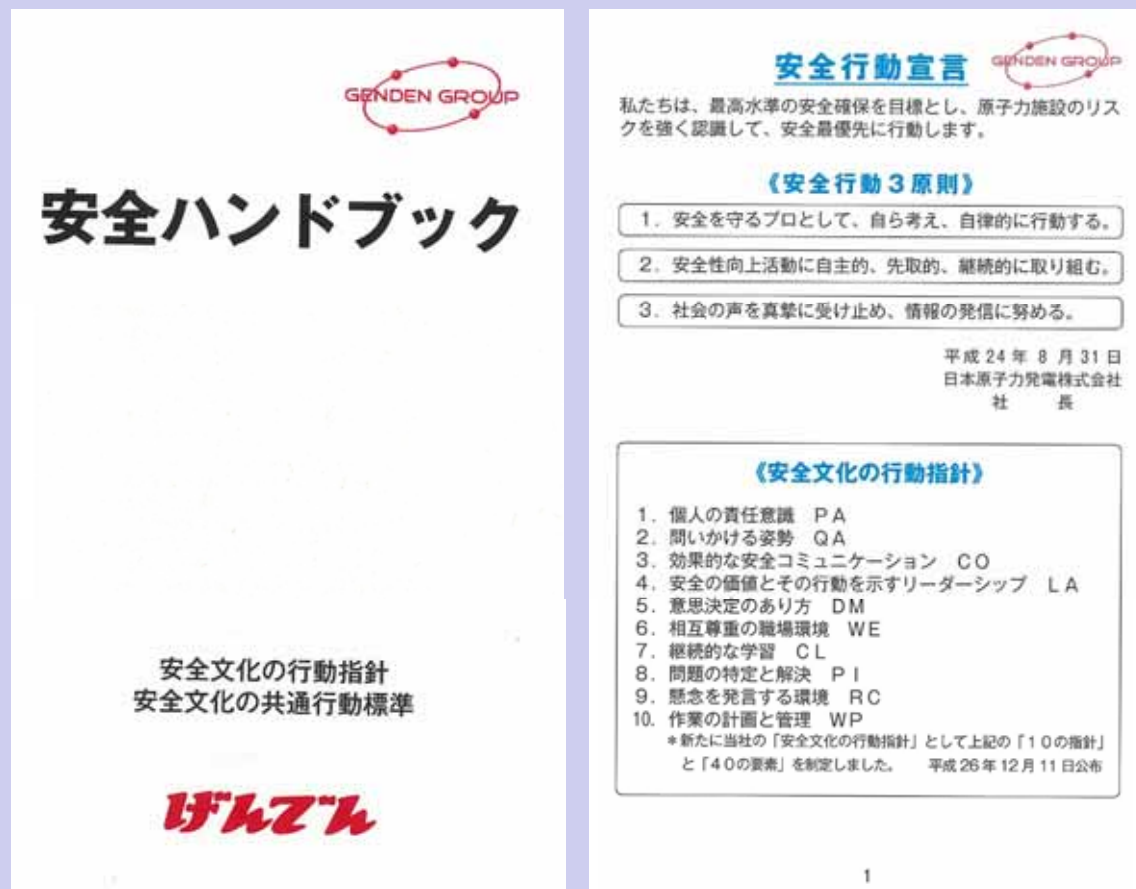 GENDEN GROUP
安全ハンドブック
安全文化の行動指針
安全文化の共通行動標準
げんでん
安全行動宣言
GENDEN GROUP
私たちは、最高水準の安全確保を目標とし、原子力施設のリス
クを強く認識して、安全最優先に行動します。
《安全行動3原則》
1. 安全を守るプロとして、自ら考え、自律的に行動する。
2. 安全性向上活動に自主的、先取的、継続的に取り組む。
3. 社会の声を真摯に受け止め、情報の発信に努める。
平成24年 8 月31日
日本原子力発電株式会社
社 長
《安全文化の行動指針》
1. 個人の責任意識 PA
2. 問いかける姿勢 QA
3. 効果的な安全コミュニケーション CO
4. 安全の価値とその行動を示すリーダーシップ LA
5. 意思決定のあり方 DM
6. 相互尊重の職場環境 WE
7. 継続的な学習 CL
8. 問題の特定と解決 PI
9. 懸念を発言する環境 RC
10. 作業の計画と管理 WP
*新たに当社の「安全文化の行動指針」として上記の「10の指針」
と「40の要素」を制定しました。 平成26年12月11日公布
1